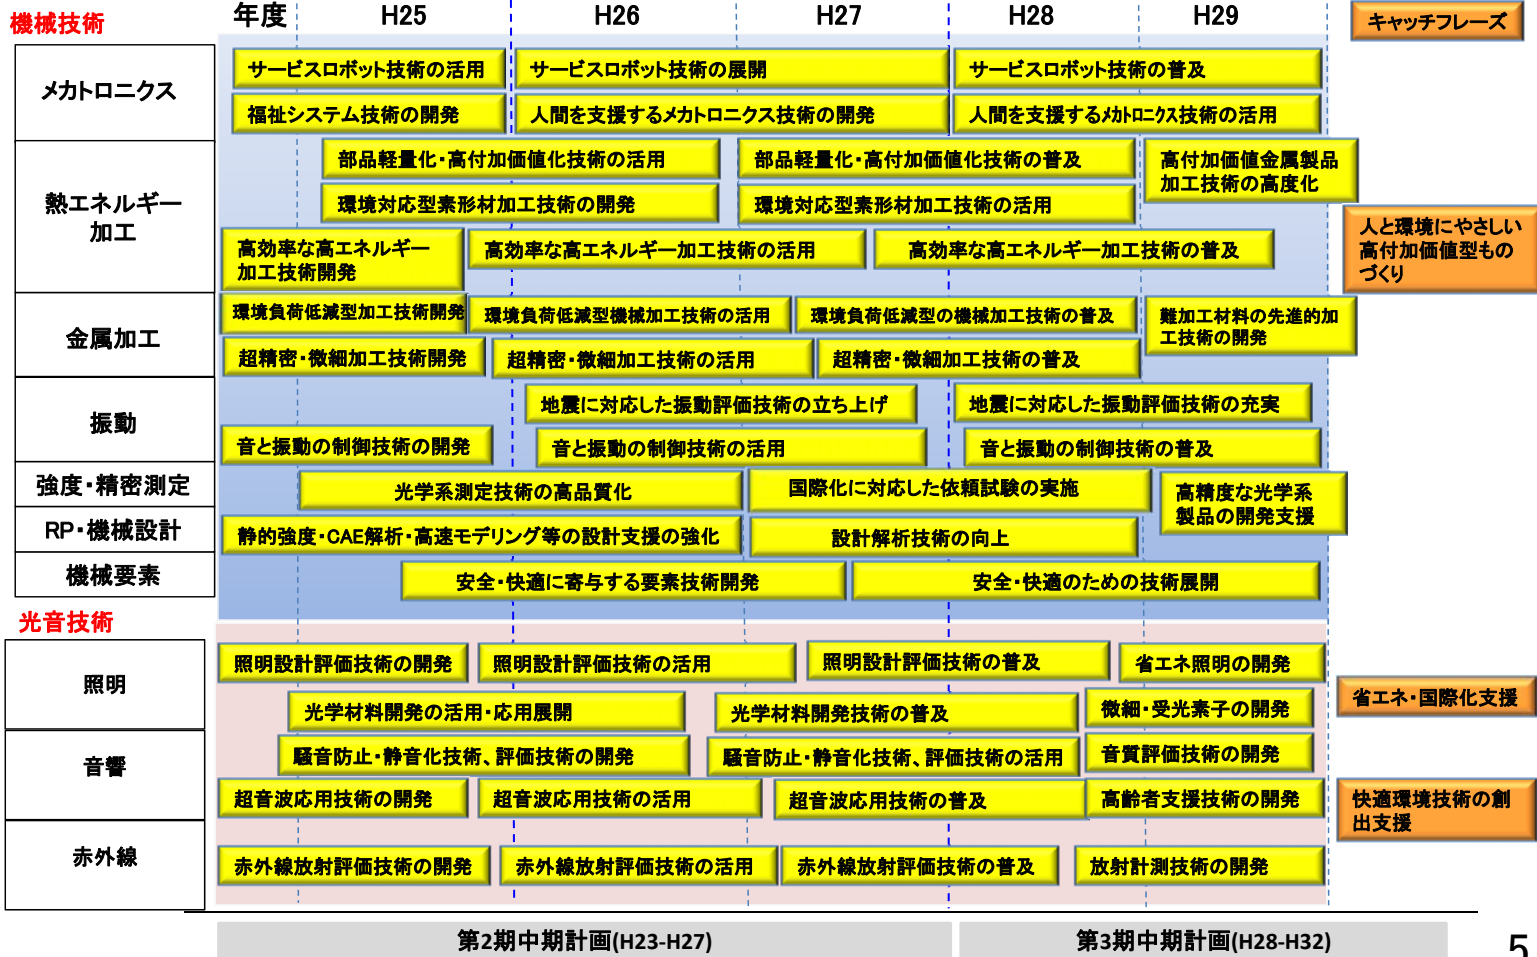 機械技術
年度 H25 H26 H27 H28 H29
キャッチフレーズ
メカトロニクス
サービスロボット技術の活用
サービスロボット技術の展開
サービスロボット技術の普及
福祉システム技術の開発
人間を支援するメカトロニクス技術の開発
人間を支援するメカトロニクス技術の活用
熱エネルギー
加工
部品軽量化・高付加価値化技術の活用
部品軽量化・高付加価値化技術の普及
高付加価値金属製品
加工技術の高度化
環境対応型素形材加工技術の開発
環境対応型素形材加工技術の活用
高効率な高エネルギー
加工技術開発
高効率な高エネルギー加工技術の活用
高効率な高エネルギー加工技術の普及
人と環境にやさしい
高付加価値型もの
づくり
金属加工
環境負荷低減型加工技術開発
環境負荷低減型機械加工技術の活用
環境負荷低減型の機械加工技術の普及
難加工材料の先進的加
工技術の開発
超精密・微細加工技術開発
超精密・微細加工技術の活用
超精密・微細加工技術の普及
振動
地震に対応した振動評価技術の立ち上げ
地震に対応した振動評価技術の充実
音と振動の制御技術の開発
音と振動の制御技術の活用
音と振動の制御技術の普及
強度・精密測定
光学系測定技術の高品質化
国際化に対応した依頼試験の実施
高精度な光学系
製品の開発支援
RP・機械設計
静的強度・CAE解析・高速モデリング等の設計支援の強化
設計解析技術の向上
機械要素
安全・快適に寄与する要素技術開発
安全・快適のための技術展開
光音技術
照明
照明設計評価技術の開発
照明設計評価技術の活用
照明設計評価技術の普及
省エネ照明の開発
光学材料開発の活用・応用展開
光学材料開発技術の普及
微細・受光素子の開発
省エネ・国際化支援
音響
騒音防止・静音化技術、評価技術の開発
騒音防止・静音化技術、評価技術の活用
音質評価技術の開発
超音波応用技術の開発
超音波応用技術の活用
超音波応用技術の普及
高齢者支援技術の開発
快適環境技術の創
出支援
赤外線
赤外線放射評価技術の開発
赤外線放射評価技術の活用
赤外線放射評価技術の普及
放射計測技術の開発
第2期中期計画(H23-H27)
第3期中期計画(H28-H32)
5